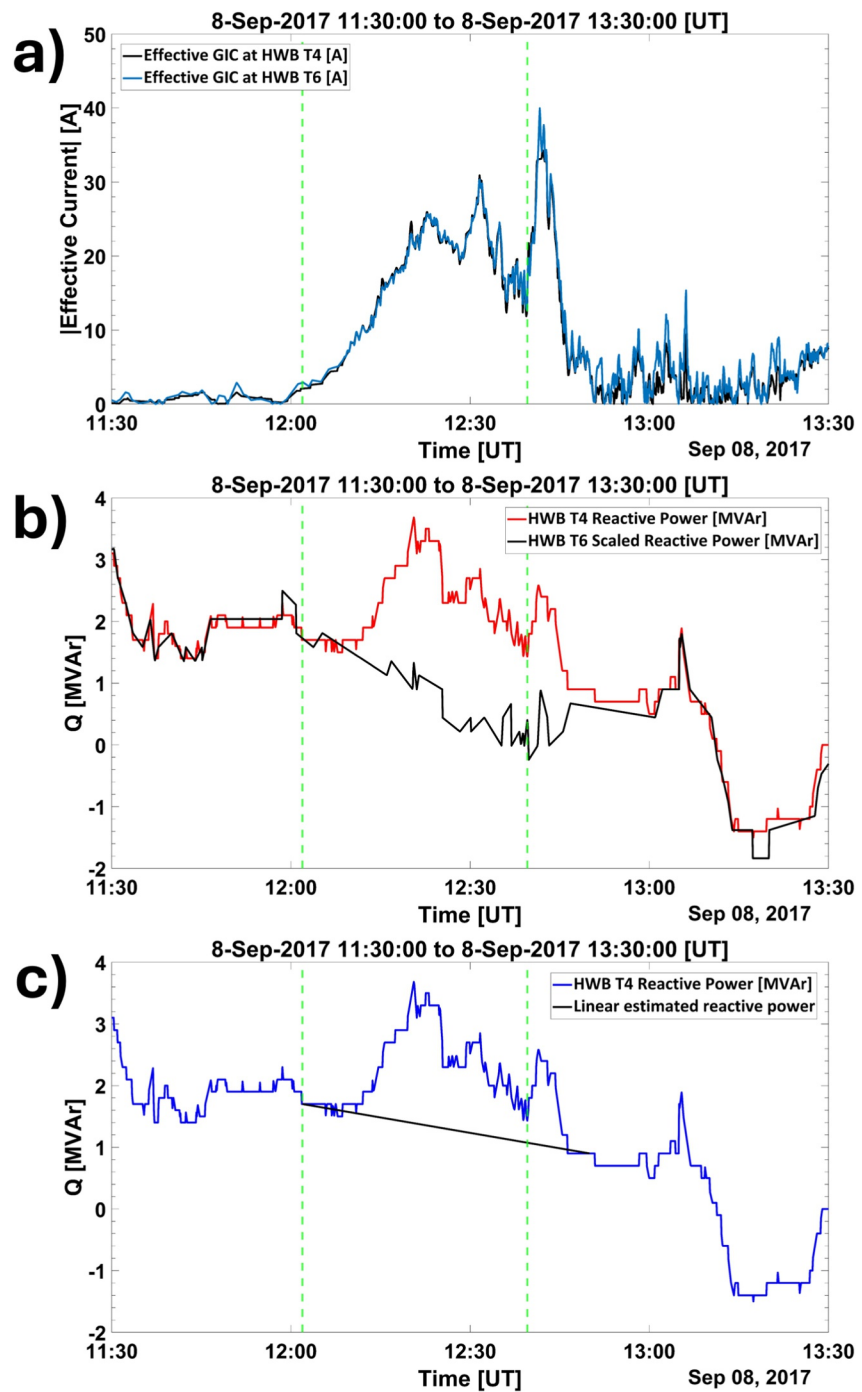 a)
8-Sep-2017 11:30:00 to 8-Sep-2017 13:30:00 [UT]
Effective GIC at HWB T4 [A]
Effective GIC at HWB T6 [A]
|Effective Current| [A]
50
40
30
20
10
0
11:30 12:00 12:30 13:00 13:30
Time [UT]
Sep 08, 2017
b)
8-Sep-2017 11:30:00 to 8-Sep-2017 13:30:00 [UT]
HWB T4 Reactive Power [MVAr]
HWB T6 Scaled Reactive Power [MVAr]
Q [MVAr]
4
3
2
1
0
-1
-2
11:30 12:00 12:30 13:00 13:30
Time [UT]
Sep 08, 2017
c)
8-Sep-2017 11:30:00 to 8-Sep-2017 13:30:00 [UT]
HWB T4 Reactive Power [MVAr]
Linear estimated reactive power
Q [MVAr]
4
3
2
1
0
-1
-2
11:30 12:00 12:30 13:00 13:30
Time [UT]
Sep 08, 2017